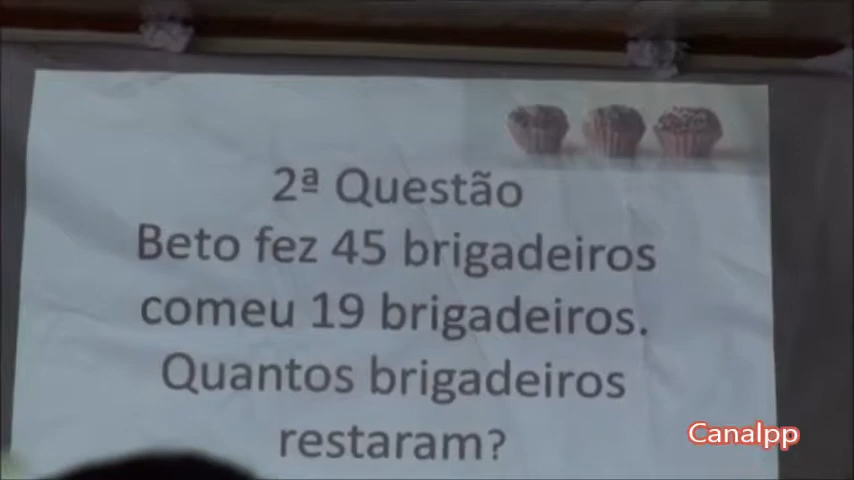 2ª Questão
Beto fez 45 brigadeiros
comeu 19 brigadeiros.
Quantos brigadeiros
restaram?
Canalpp